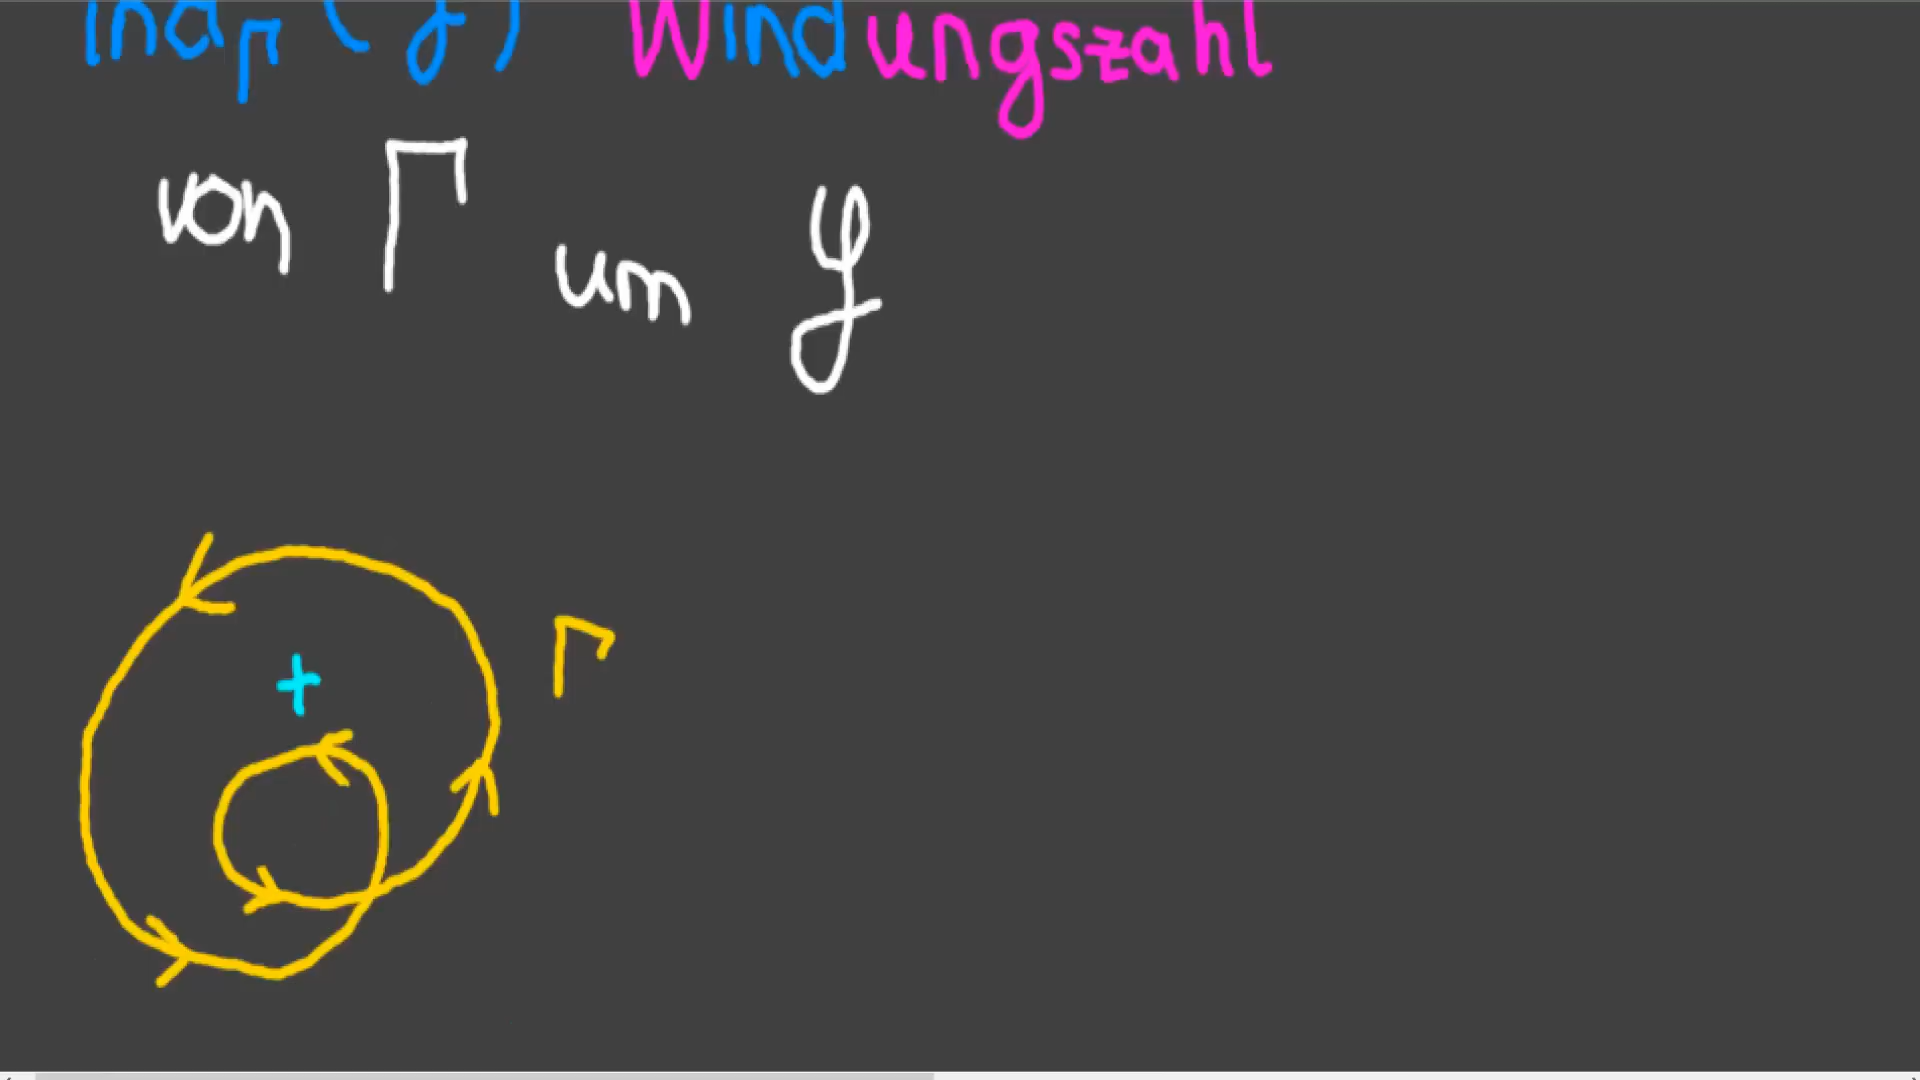 Ind_Γ(y) Windungszahl
von Γ um y
Γ
+